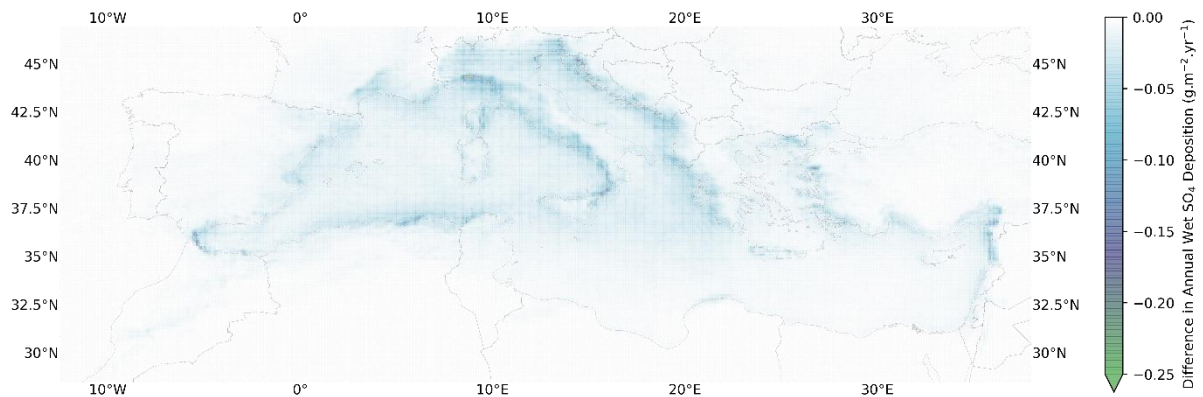 10°W 0° 10°E 20°E 30°E
45°N 45°N
42.5°N 42.5°N
40°N 40°N
37.5°N 37.5°N
35°N 35°N
32.5°N 32.5°N
30°N 30°N
10°W 0° 10°E 20°E 30°E
0.00
−0.05
−0.10
−0.15
−0.20
−0.25
Difference in Annual Wet SO₄ Deposition (g.m⁻².yr⁻¹)